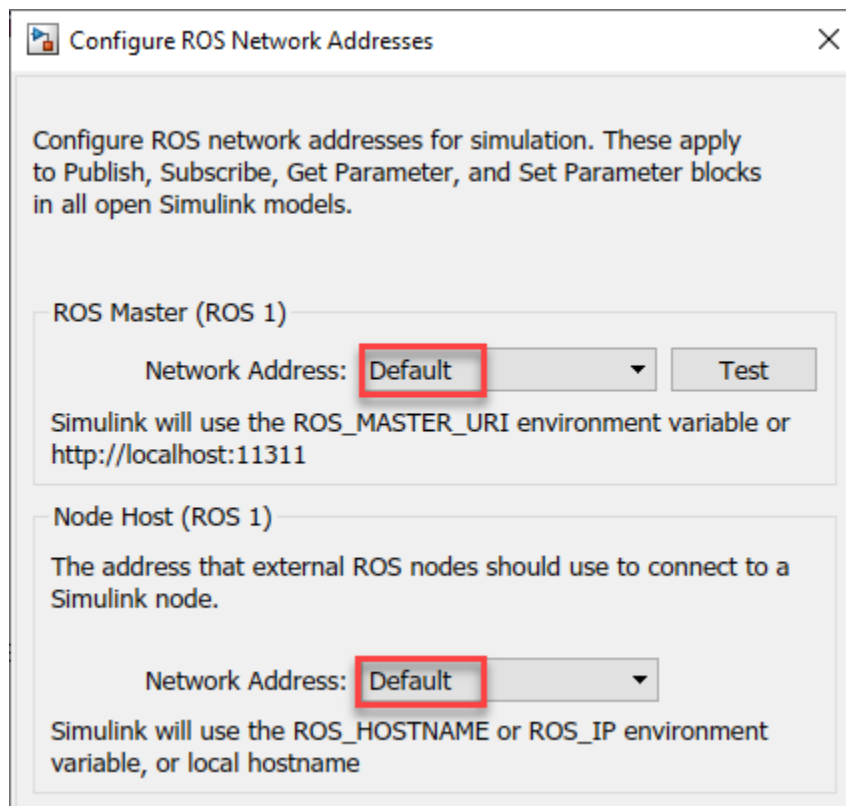 Configure ROS Network Addresses
Configure ROS network addresses for simulation. These apply
to Publish, Subscribe, Get Parameter, and Set Parameter blocks
in all open Simulink models.
ROS Master (ROS 1)
Network Address: Default Test
Simulink will use the ROS_MASTER_URI environment variable or
http://localhost:11311
Node Host (ROS 1)
The address that external ROS nodes should use to connect to a
Simulink node.
Network Address: Default
Simulink will use the ROS_HOSTNAME or ROS_IP environment
variable, or local hostname